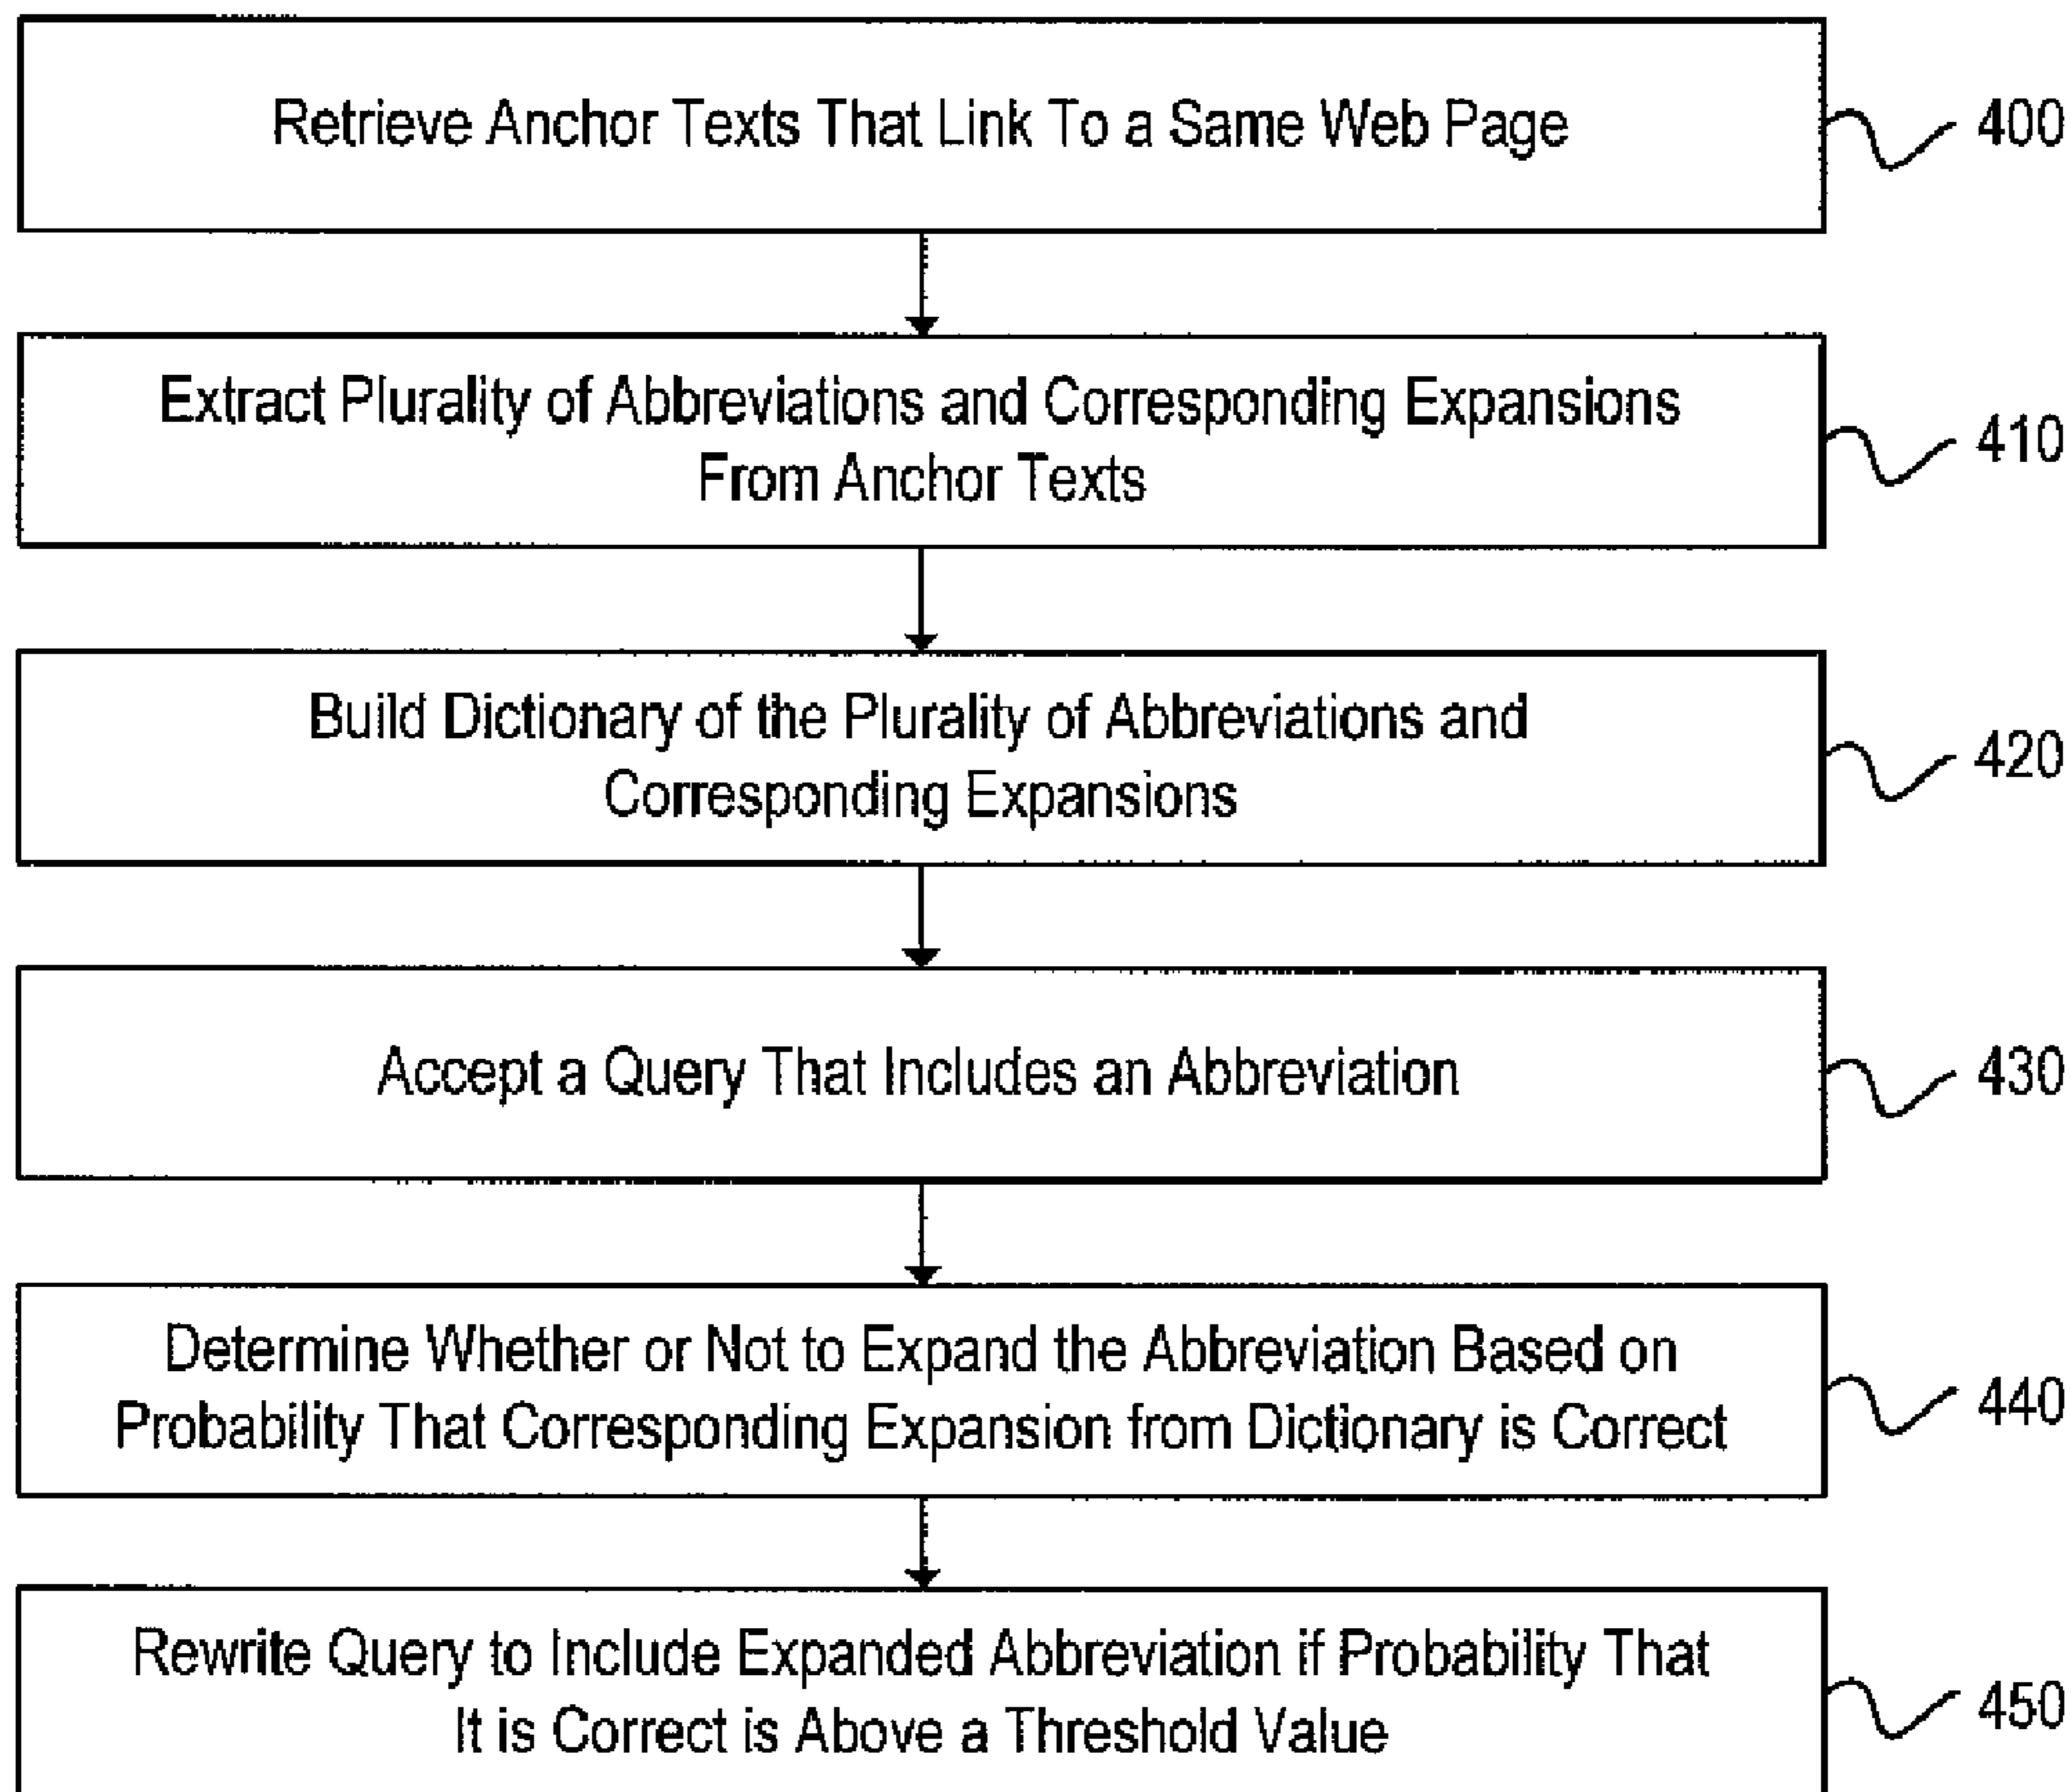 Retrieve Anchor Texts That Link To a Same Web Page
400
Extract Plurality of Abbreviations and Corresponding Expansions
From Anchor Texts
410
Build Dictionary of the Plurality of Abbreviations and
Corresponding Expansions
420
Accept a Query That Includes an Abbreviation
430
Determine Whether or Not to Expand the Abbreviation Based on
Probability That Corresponding Expansion from Dictionary is Correct
440
Rewrite Query to Include Expanded Abbreviation if Probability That
It is Correct is Above a Threshold Value
450